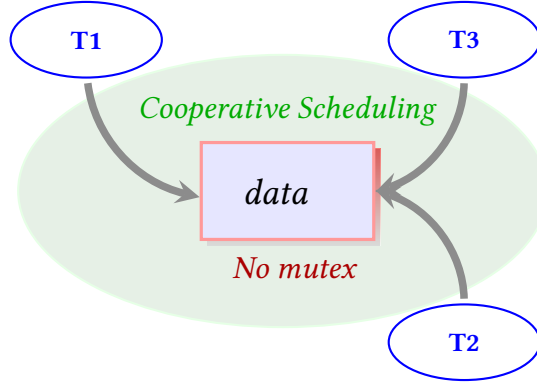 T1
T3
Cooperative Scheduling
data
No mutex
T2